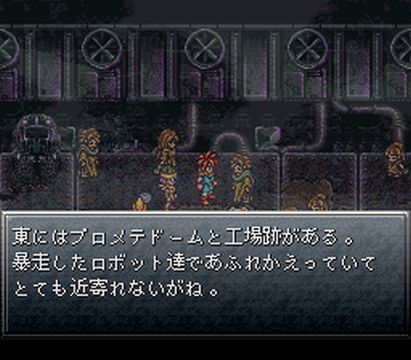 東にはプロメテドームと工場跡がある。
暴走したロボット達であふれかえっていて
とても近寄れないがね。